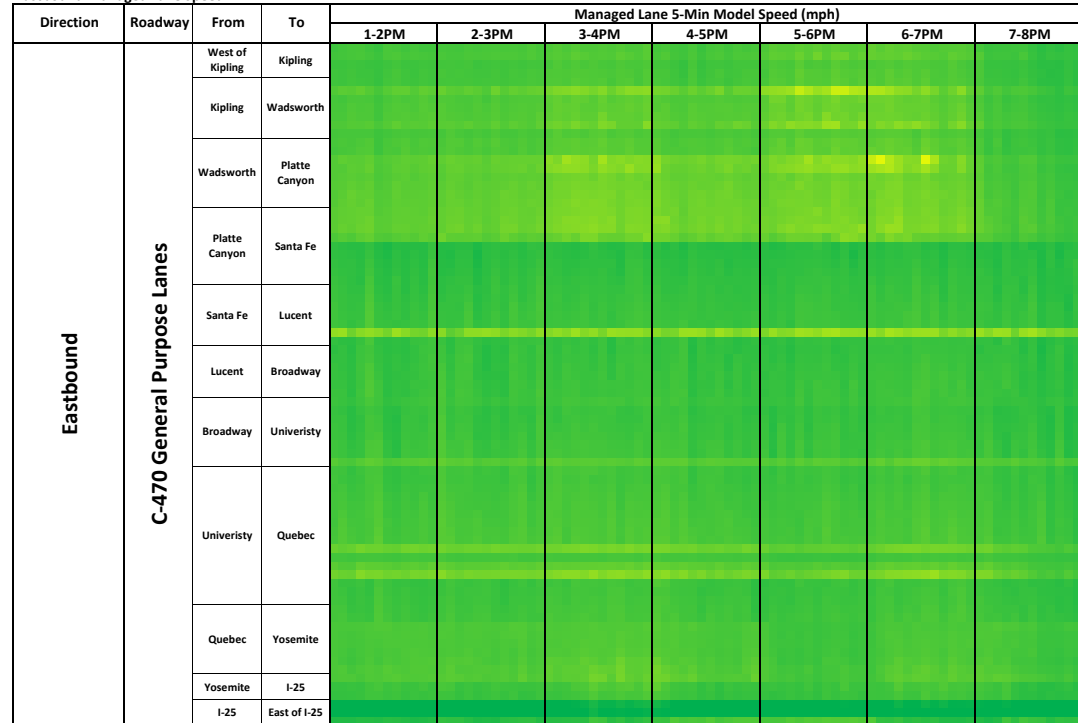 Managed Lane 5-Min Model Speed (mph)
Direction Roadway From To
1-2PM 2-3PM 3-4PM 4-5PM 5-6PM 6-7PM 7-8PM
Eastbound
C-470 General Purpose Lanes
West of Kipling Kipling
Kipling Wadsworth
Wadsworth Platte Canyon
Platte Canyon Santa Fe
Santa Fe Lucent
Lucent Broadway
Broadway Univeristy
Univeristy Quebec
Quebec Yosemite
Yosemite I-25
I-25 East of I-25